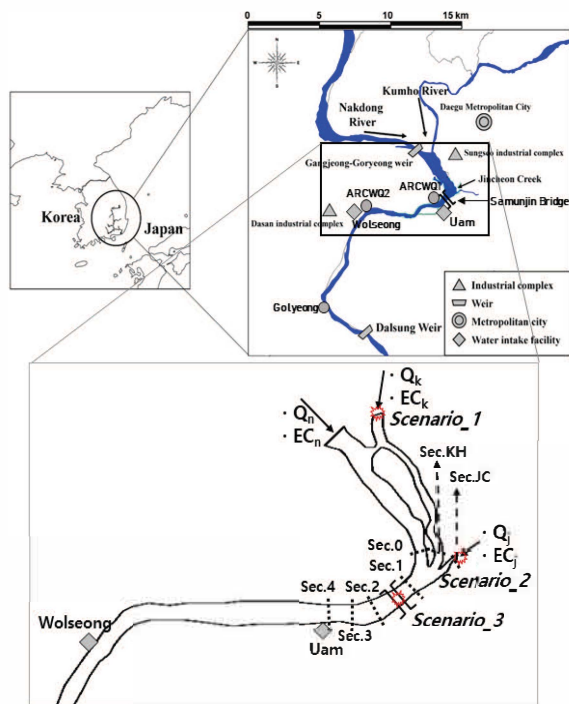 0 5 10 15 km
Kumho River
Daegu Metropolitan City
Nakdong River
Sungseo industrial complex
Gangjeong-Goryeong weir
Jincheon Creek
ARCWQ2
ARCWQ1
Samunjin Bridge
Dasan industrial complex
Wolseong
Uam
Korea
Japan
Industrial complex
Weir
Metropolitan city
Water intake facility
Golyeong
Dalsung Weir
· Qk
· ECk
· Qn
· ECn
Scenario_1
Sec.KH
Sec.JC
· Qj
· ECj
Sec.0
Sec.1
Scenario_2
Sec.4
Sec.2
Scenario_3
Wolseong
Sec.3
Uam